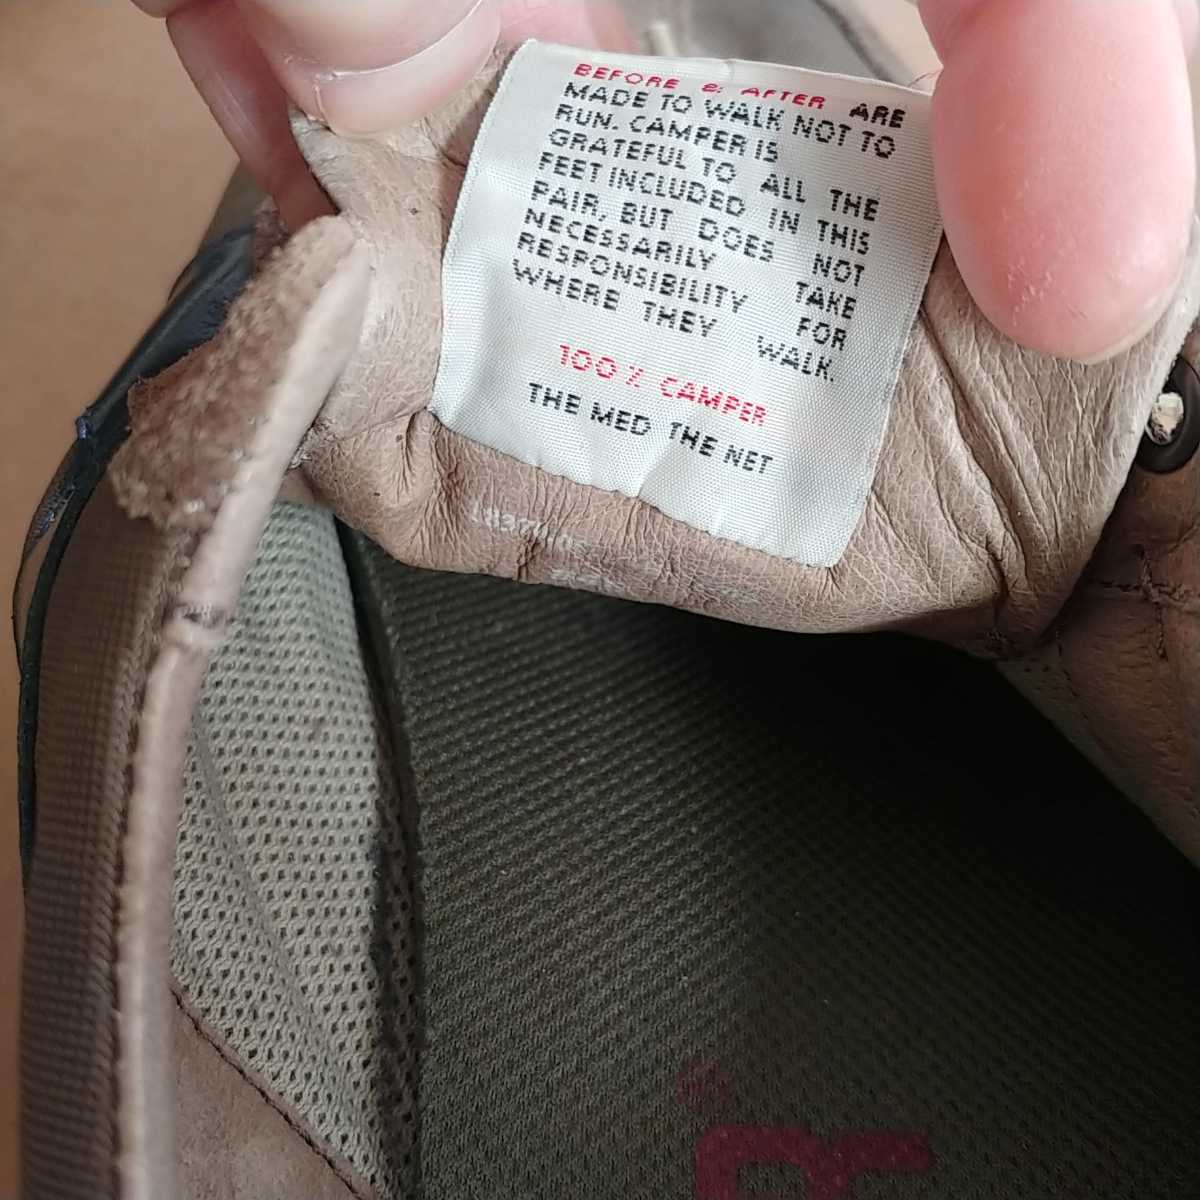 BEFORE & AFTER ARE
MADE TO WALK NOT TO
RUN. CAMPER IS
GRATEFUL TO ALL THE
FEET INCLUDED IN THIS
PAIR, BUT DOES NOT
NECESSARILY TAKE
RESPONSIBILITY FOR
WHERE THEY WALK.
100 % CAMPER
THE MED THE NET